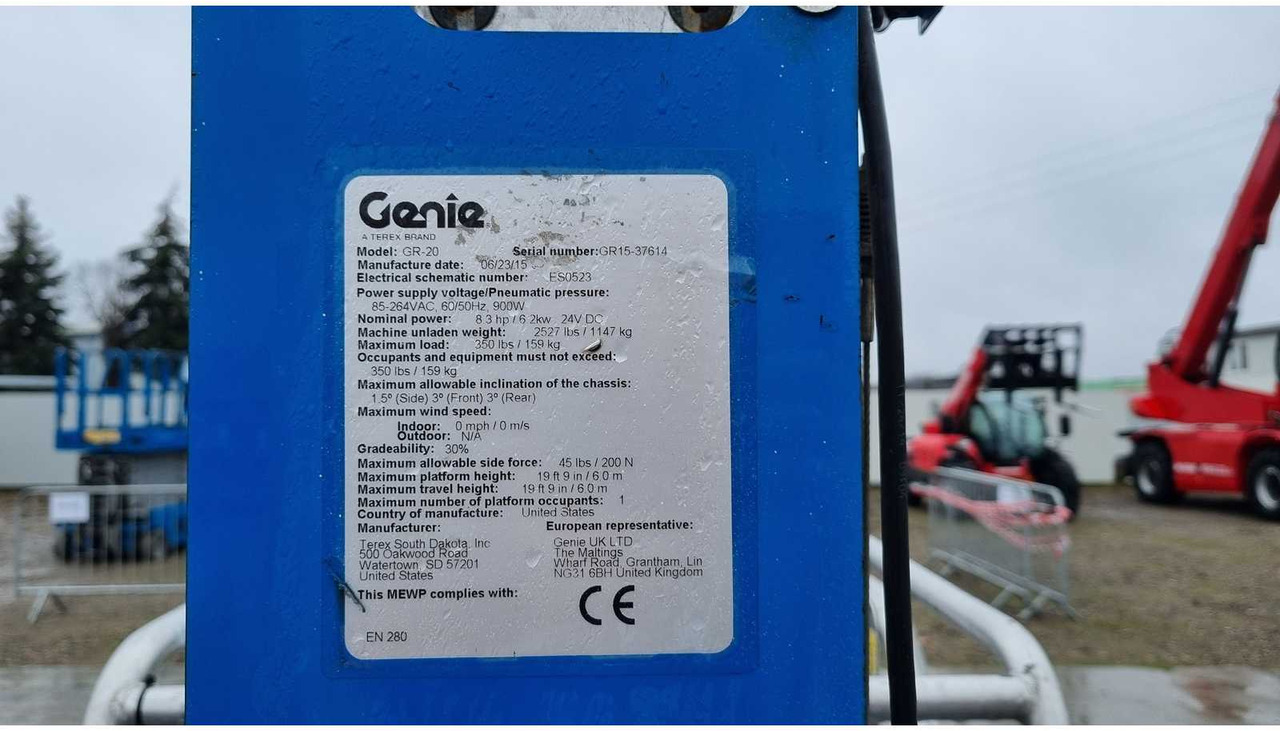 Genie
A TEREX BRAND
Model: GR-20 Serial number:GR15-37614
Manufacture date: 06/23/15
Electrical schematic number: ES0523
Power supply voltage/Pneumatic pressure:
85-264VAC, 60/50Hz, 900W
Nominal power: 8.3 hp / 6.2kw, 24V DC
Machine unladen weight: 2527 lbs / 1147 kg
Maximum load: 350 lbs / 159 kg
Occupants and equipment must not exceed:
350 lbs / 159 kg
Maximum allowable inclination of the chassis:
1.5º (Side) 3º (Front) 3º (Rear)
Maximum wind speed:
Indoor: 0 mph / 0 m/s
Outdoor: N/A
Gradeability: 30%
Maximum allowable side force: 45 lbs / 200 N
Maximum platform height: 19 ft 9 in / 6.0 m
Maximum travel height: 19 ft 9 in / 6.0 m
Maximum number of platform occupants: 1
Country of manufacture: United States
Manufacturer: European representative:
Terex South Dakota, Inc Genie UK LTD
500 Oakwood Road The Maltings
Watertown, SD 57201 Wharf Road, Grantham, Lin
United States NG31 6BH United Kingdom
This MEWP complies with: CE
EN 280